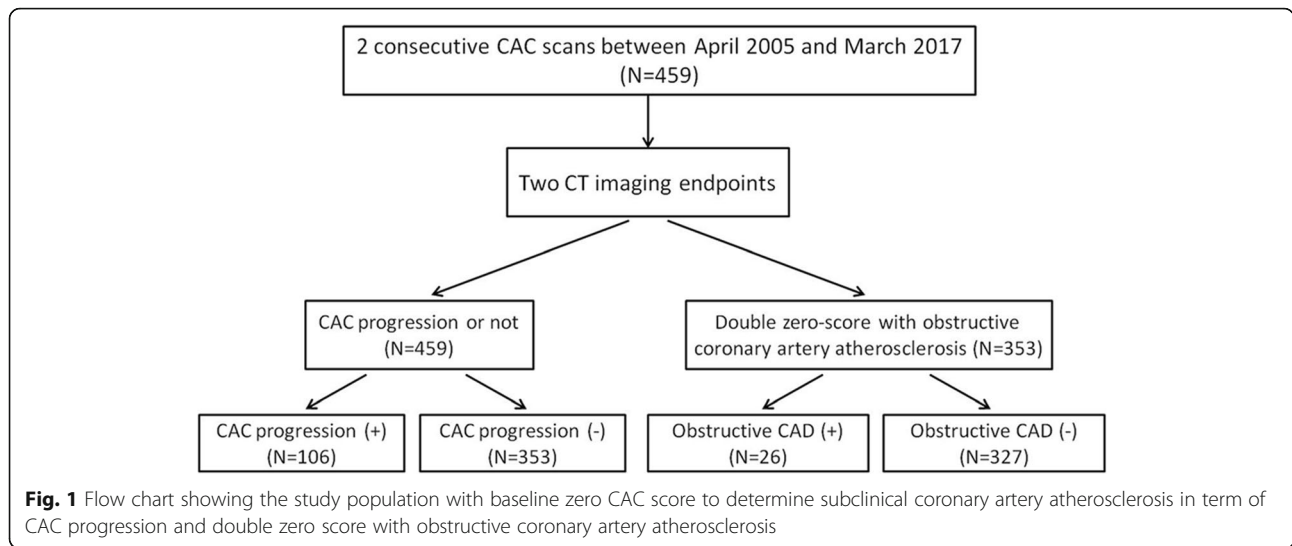 2 consecutive CAC scans between April 2005 and March 2017
(N=459)
Two CT imaging endpoints
CAC progression or not
(N=459)
Double zero-score with obstructive
coronary artery atherosclerosis (N=353)
CAC progression (+)
(N=106)
CAC progression (-)
(N=353)
Obstructive CAD (+)
(N=26)
Obstructive CAD (-)
(N=327)
Fig. 1 Flow chart showing the study population with baseline zero CAC score to determine subclinical coronary artery atherosclerosis in term of
CAC progression and double zero score with obstructive coronary artery atherosclerosis